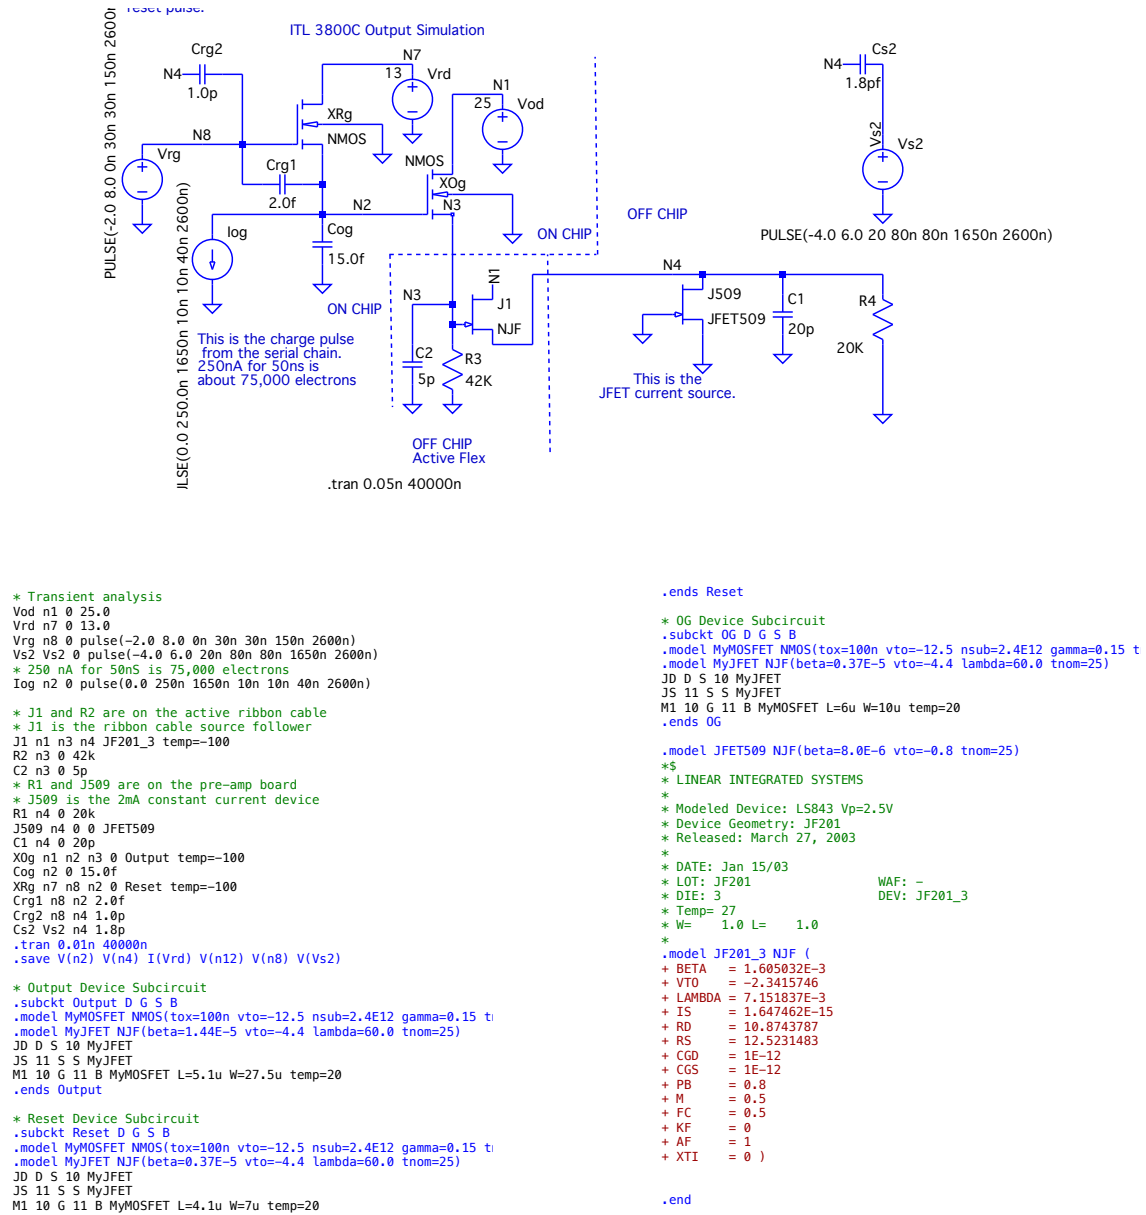 reset pulse.
ITL 3800C Output Simulation
PULSE(-2.0 8.0 0n 30n 30n 150n 2600n
Crg2
N4
1.0p
N7
13
Vrd
N1
25
Vod
XRg
NMOS
N8
Vrg
Crg1
2.0f
NMOS
XOg
N3
N2
Iog
Cog
15.0f
ON CHIP
OFF CHIP
Cs2
N4
1.8pf
Vs2
Vs2
PULSE(-4.0 6.0 20 80n 80n 1650n 2600n)
ULSE(0.0 250.0n 1650n 10n 10n 40n 2600n)
ON CHIP
N3
N1
J1
NJF
C2
5p
R3
42K
N4
J509
JFET509
C1
20p
R4
20K
This is the charge pulse
from the serial chain.
250nA for 50ns is
about 75,000 electrons
This is the
JFET current source.
OFF CHIP
Active Flex
.tran 0.05n 40000n
* Transient analysis
Vod n1 0 25.0
Vrd n7 0 13.0
Vrg n8 0 pulse(-2.0 8.0 0n 30n 30n 150n 2600n)
Vs2 Vs2 0 pulse(-4.0 6.0 20n 80n 80n 1650n 2600n)
* 250 nA for 50nS is 75,000 electrons
Iog n2 0 pulse(0.0 250n 1650n 10n 10n 40n 2600n)
* J1 and R2 are on the active ribbon cable
* J1 is the ribbon cable source follower
J1 n1 n3 n4 JF201_3 temp=-100
R2 n3 0 42k
C2 n3 0 5p
* R1 and J509 are on the pre-amp board
* J509 is the 2mA constant current device
R1 n4 0 20k
J509 n4 0 0 JFET509
C1 n4 0 20p
XOg n1 n2 n3 0 Output temp=-100
Cog n2 0 15.0f
XRg n7 n8 n2 0 Reset temp=-100
Crg1 n8 n2 2.0f
Crg2 n8 n4 1.0p
Cs2 Vs2 n4 1.8p
.tran 0.01n 40000n
.save V(n2) V(n4) I(Vrd) V(n12) V(n8) V(Vs2)
* Output Device Subcircuit
.subckt Output D G S B
.model MyMOSFET NMOS(tox=100n vto=-12.5 nsub=2.4E12 gamma=0.15 t
.model MyJFET NJF(beta=1.44E-5 vto=-4.4 lambda=60.0 tnom=25)
JD D S 10 MyJFET
JS 11 S S MyJFET
M1 10 G 11 B MyMOSFET L=5.1u W=27.5u temp=20
.ends Output
* Reset Device Subcircuit
.subckt Reset D G S B
.model MyMOSFET NMOS(tox=100n vto=-12.5 nsub=2.4E12 gamma=0.15 t
.model MyJFET NJF(beta=0.37E-5 vto=-4.4 lambda=60.0 tnom=25)
JD D S 10 MyJFET
JS 11 S S MyJFET
M1 10 G 11 B MyMOSFET L=4.1u W=7u temp=20
.ends Reset
* OG Device Subcircuit
.subckt OG D G S B
.model MyMOSFET NMOS(tox=100n vto=-12.5 nsub=2.4E12 gamma=0.15 t
.model MyJFET NJF(beta=0.37E-5 vto=-4.4 lambda=60.0 tnom=25)
JD D S 10 MyJFET
JS 11 S S MyJFET
M1 10 G 11 B MyMOSFET L=6u W=10u temp=20
.ends OG
.model JFET509 NJF(beta=8.0E-6 vto=-0.8 tnom=25)
*$
* LINEAR INTEGRATED SYSTEMS
*
* Modeled Device: LS843 Vp=2.5V
* Device Geometry: JF201
* Released: March 27, 2003
*
* DATE: Jan 15/03
* LOT: JF201 WAF: -
* DIE: 3 DEV: JF201_3
* Temp= 27
* W= 1.0 L= 1.0
*
.model JF201_3 NJF (
+ BETA = 1.605032E-3
+ VTO = -2.3415746
+ LAMBDA = 7.151837E-3
+ IS = 1.647462E-15
+ RD = 10.8743787
+ RS = 12.5231483
+ CGD = 1E-12
+ CGS = 1E-12
+ PB = 0.8
+ M = 0.5
+ FC = 0.5
+ KF = 0
+ AF = 1
+ XTI = 0 )
.end